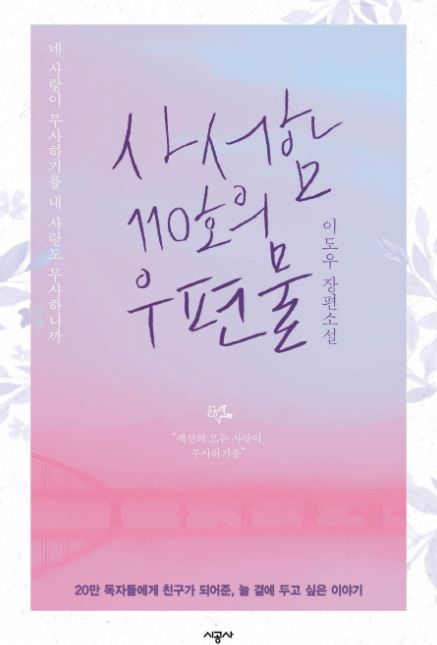 네 사랑이 무사하기를 내 사랑도 무사하니까
사서함
110호의
우편물
이도우 장편소설
"세상의 모든 사랑이,
무사하기를"
20만 독자들에게 친구가 되어준, 늘 곁에 두고 싶은 이야기
시공사